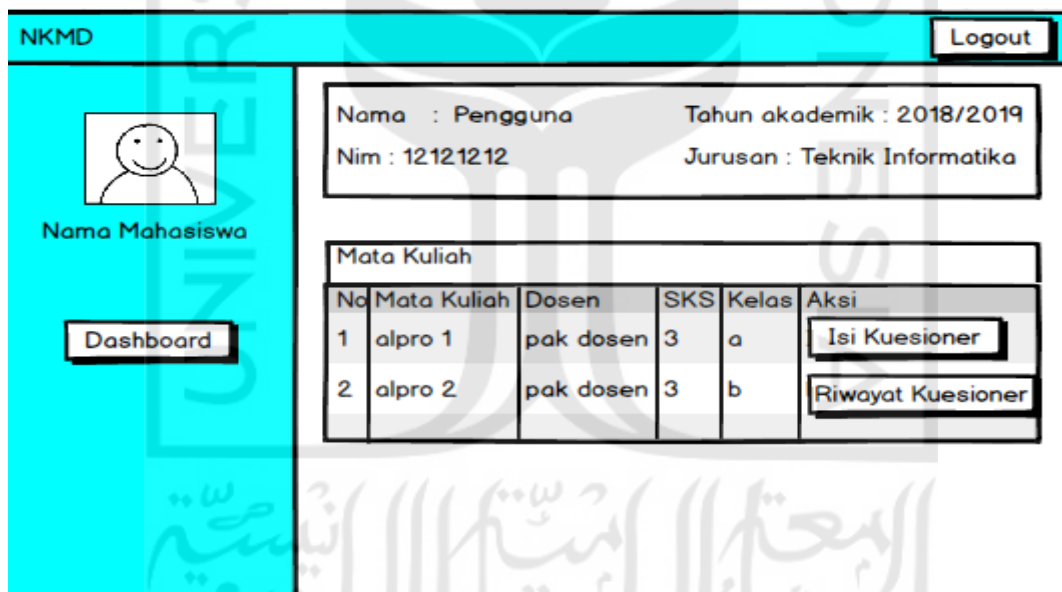 NKMD Logout
Nama Mahasiswa
Dashboard
Nama : Pengguna Tahun akademik : 2018/2019
Nim : 12121212 Jurusan : Teknik Informatika
Mata Kuliah
No Mata Kuliah Dosen SKS Kelas Aksi
1 alpro 1 pak dosen 3 a Isi Kuesioner
2 alpro 2 pak dosen 3 b Riwayat Kuesioner